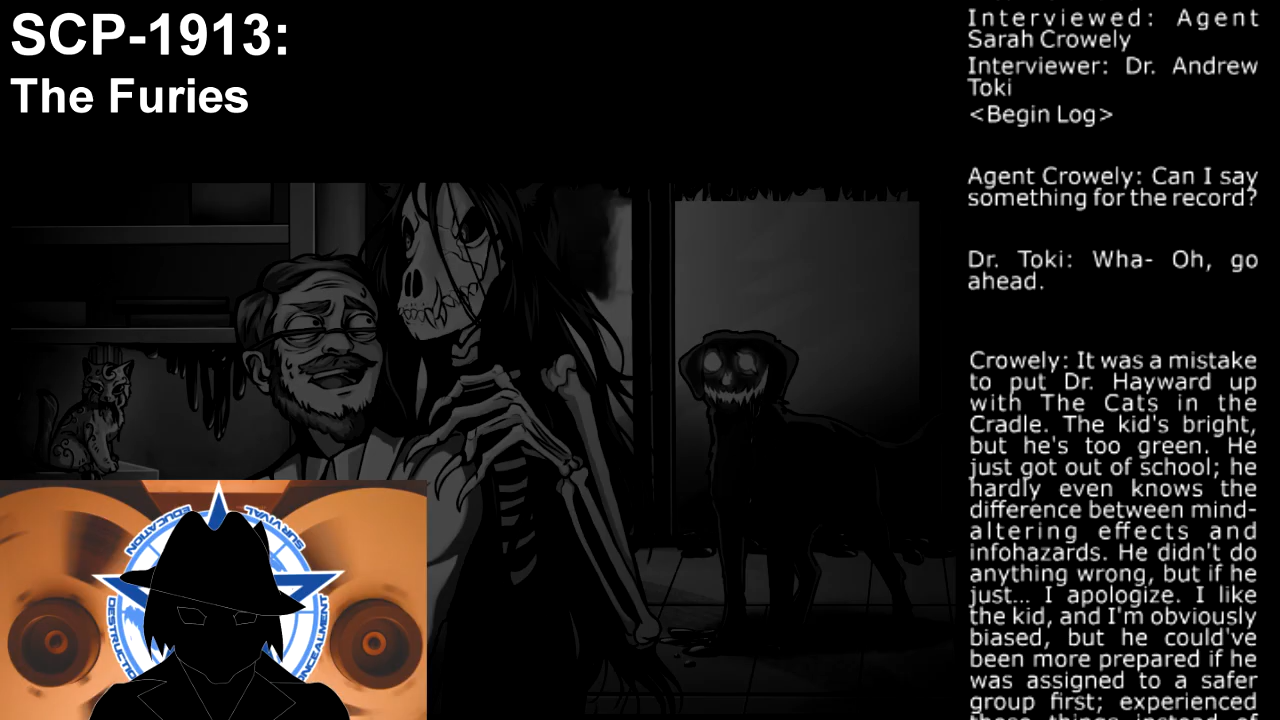 SCP-1913:
The Furies
Interviewed: Agent
Sarah Crowely
Interviewer: Dr. Andrew
Toki
<Begin Log>
Agent Crowely: Can I say
something for the record?
Dr. Toki: Wha- Oh, go
ahead.
Crowely: It was a mistake
to put Dr. Hayward up
with The Cats in the
Cradle. The kid's bright,
but he's too green. He
just got out of school; he
hardly even knows the
difference between mind-
altering effects and
infohazards. He didn't do
anything wrong, but if he
just... I apologize. I like
the kid, and I'm obviously
biased, but he could've
been more prepared if he
was assigned to a safer
group first; experienced
EDUCATION
SURVIVAL